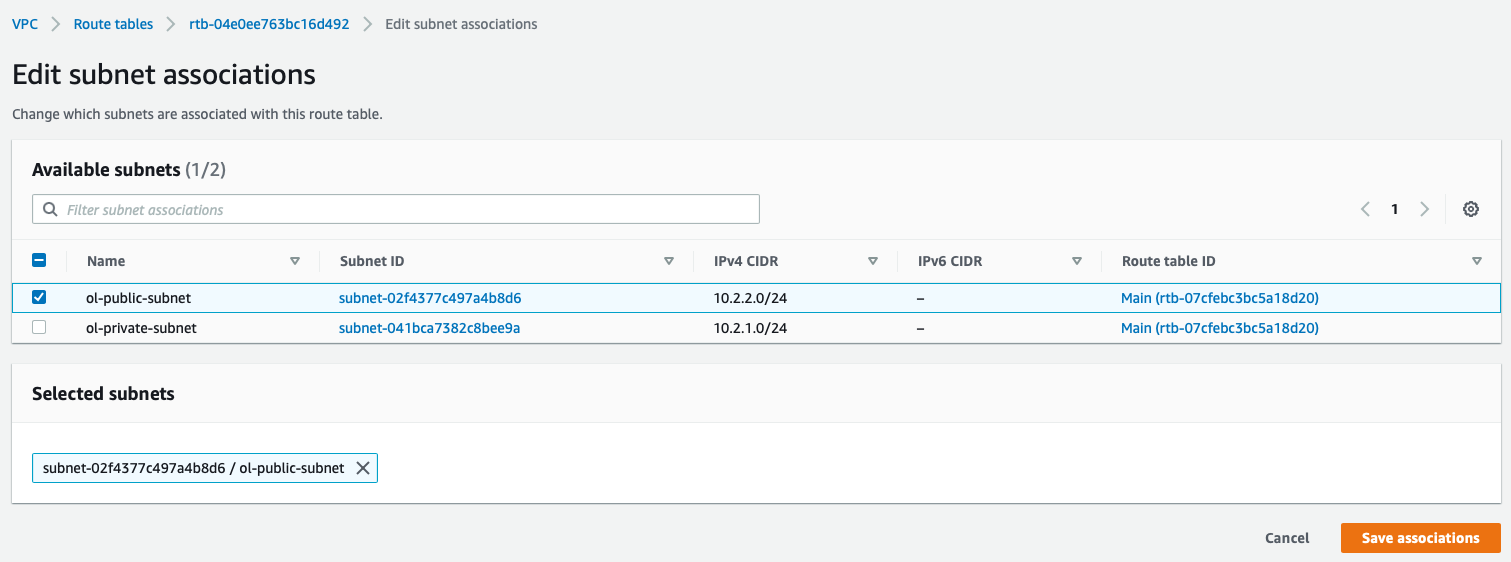 VPC > Route tables > rtb-04e0ee763bc16d492 > Edit subnet associations
Edit subnet associations
Change which subnets are associated with this route table.
Available subnets (1/2)
Filter subnet associations
1
Name Subnet ID IPv4 CIDR IPv6 CIDR Route table ID
ol-public-subnet subnet-02f4377c497a4b8d6 10.2.2.0/24 – Main (rtb-07cfebc3bc5a18d20)
ol-private-subnet subnet-041bca7382c8bee9a 10.2.1.0/24 – Main (rtb-07cfebc3bc5a18d20)
Selected subnets
subnet-02f4377c497a4b8d6 / ol-public-subnet
Cancel Save associations